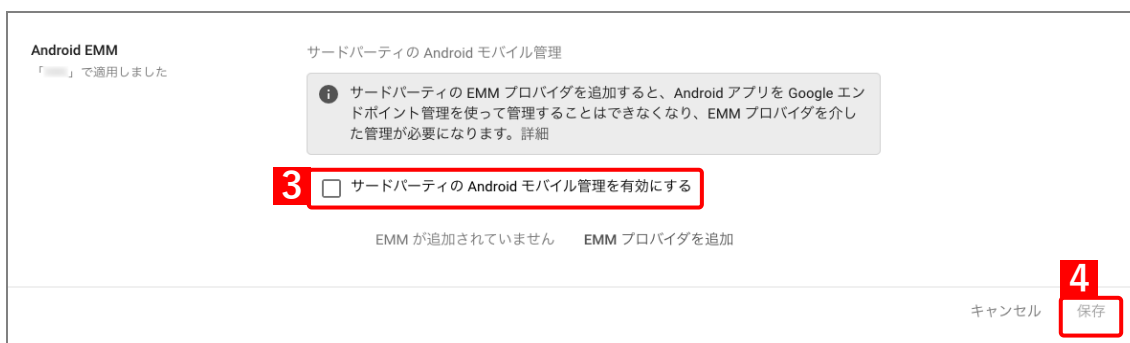 Android EMM
「」で適用しました
サードパーティの Android モバイル管理
サードパーティの EMM プロバイダを追加すると、Android アプリを Google エン
ドポイント管理を使って管理することはできなくなり、EMM プロバイダを介し
た管理が必要になります。詳細
3
サードパーティの Android モバイル管理を有効にする
EMM が追加されていません EMM プロバイダを追加
4
キャンセル 保存